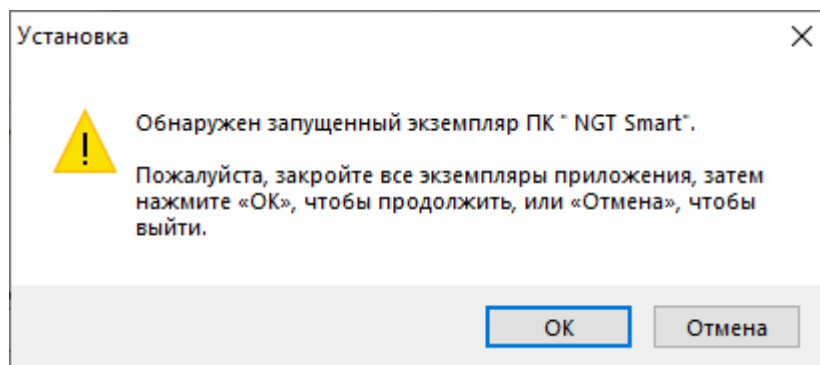 Установка
Обнаружен запущенный экземпляр ПК " NGT Smart".
Пожалуйста, закройте все экземпляры приложения, затем
нажмите «ОК», чтобы продолжить, или «Отмена», чтобы
выйти.
ОК
Отмена